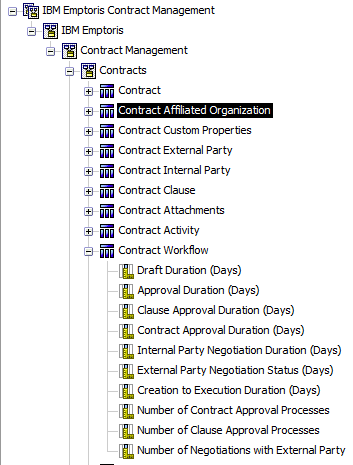 IBM Emptoris Contract Management
IBM Emptoris
Contract Management
Contracts
Contract
Contract Affiliated Organization
Contract Custom Properties
Contract External Party
Contract Internal Party
Contract Clause
Contract Attachments
Contract Activity
Contract Workflow
Draft Duration (Days)
Approval Duration (Days)
Clause Approval Duration (Days)
Contract Approval Duration (Days)
Internal Party Negotiation Duration (Days)
External Party Negotiation Status (Days)
Creation to Execution Duration (Days)
Number of Contract Approval Processes
Number of Clause Approval Processes
Number of Negotiations with External Party